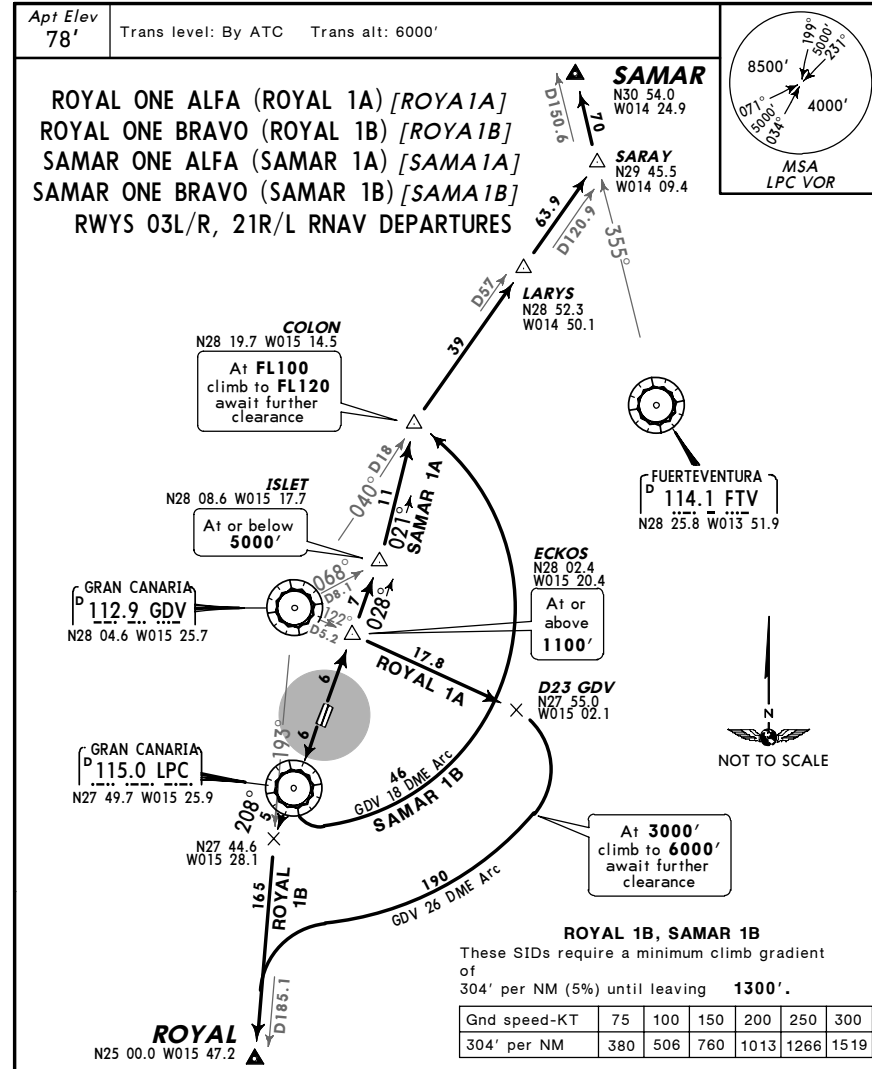 Apt Elev
78'
Trans level: By ATC Trans alt: 6000'
8500'
4000'
199°
5000'
231°
071°
5000'
034°
MSA
LPC VOR
ROYAL ONE ALFA (ROYAL 1A) [ROYA1A]
ROYAL ONE BRAVO (ROYAL 1B) [ROYA1B]
SAMAR ONE ALFA (SAMAR 1A) [SAMA1A]
SAMAR ONE BRAVO (SAMAR 1B) [SAMA1B]
RWYS 03L/R, 21R/L RNAV DEPARTURES
SAMAR
N30 54.0
W014 24.9
D150.6
70
SARAY
N29 45.5
W014 09.4
63.9
D120.9
355°
LARYS
N28 52.3
W014 50.1
D57
39
COLON
N28 19.7 W015 14.5
At FL100
climb to FL120
await further
clearance
040°
D18
11
021°
SAMAR 1A
ISLET
N28 08.6 W015 17.7
At or below
5000'
FUERTEVENTURA
D 114.1 FTV
N28 25.8 W013 51.9
GRAN CANARIA
D 112.9 GDV
N28 04.6 W015 25.7
068°
D8.1
122°
D5.2
7
028°
ECKOS
N28 02.4
W015 20.4
At or
above
1100'
17.8
ROYAL 1A
D23 GDV
N27 55.0
W015 02.1
6
6
193°
N
NOT TO SCALE
GRAN CANARIA
D 115.0 LPC
N27 49.7 W015 25.9
208°
5
46
GDV 18 DME Arc
SAMAR 1B
N27 44.6
W015 28.1
At 3000'
climb to 6000'
await further
clearance
165
ROYAL
1B
190
GDV 26 DME Arc
D185.1
ROYAL
N25 00.0 W015 47.2
ROYAL 1B, SAMAR 1B
These SIDs require a minimum climb gradient
of
304' per NM (5%) until leaving 1300'.
Gnd speed-KT 75 100 150 200 250 300
304' per NM 380 506 760 1013 1266 1519